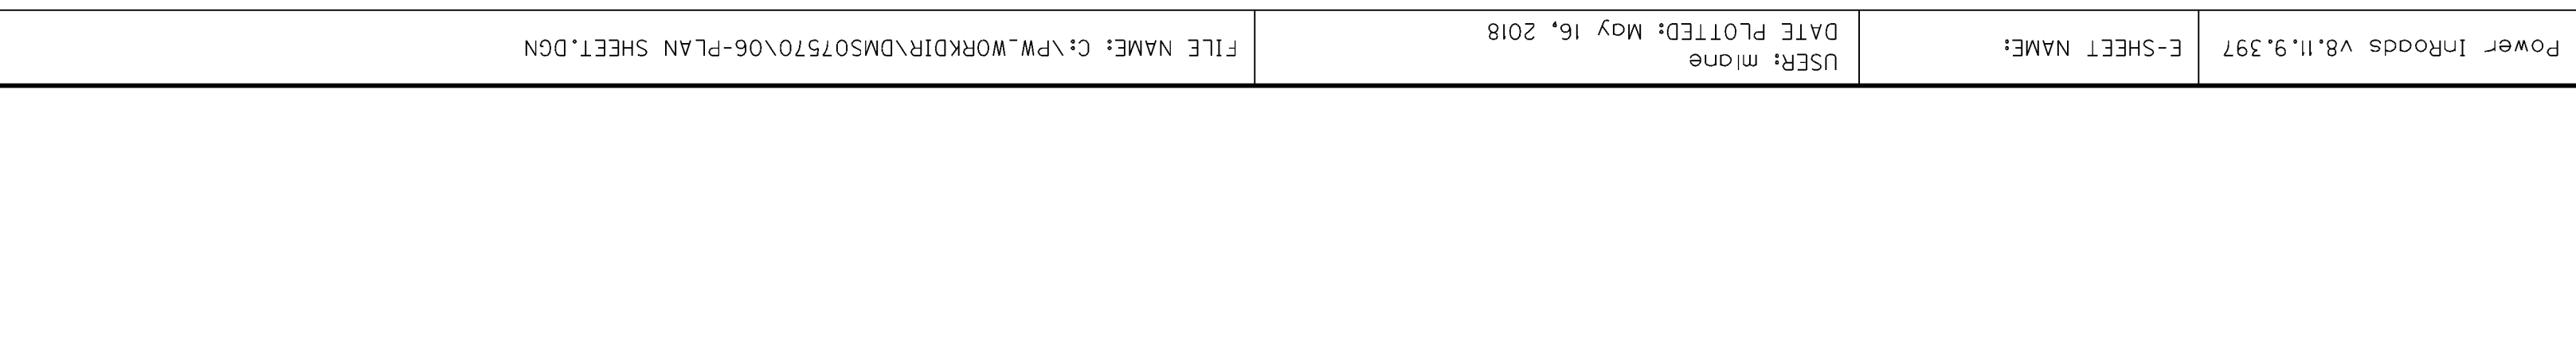 Power InRoads v8.11.9.397
E-SHEET NAME:
USER: mlane
DATE PLOTTED: May 16, 2018
FILE NAME: C:\PW_WORKDIR\DMS07570\06-PLAN SHEET.DGN